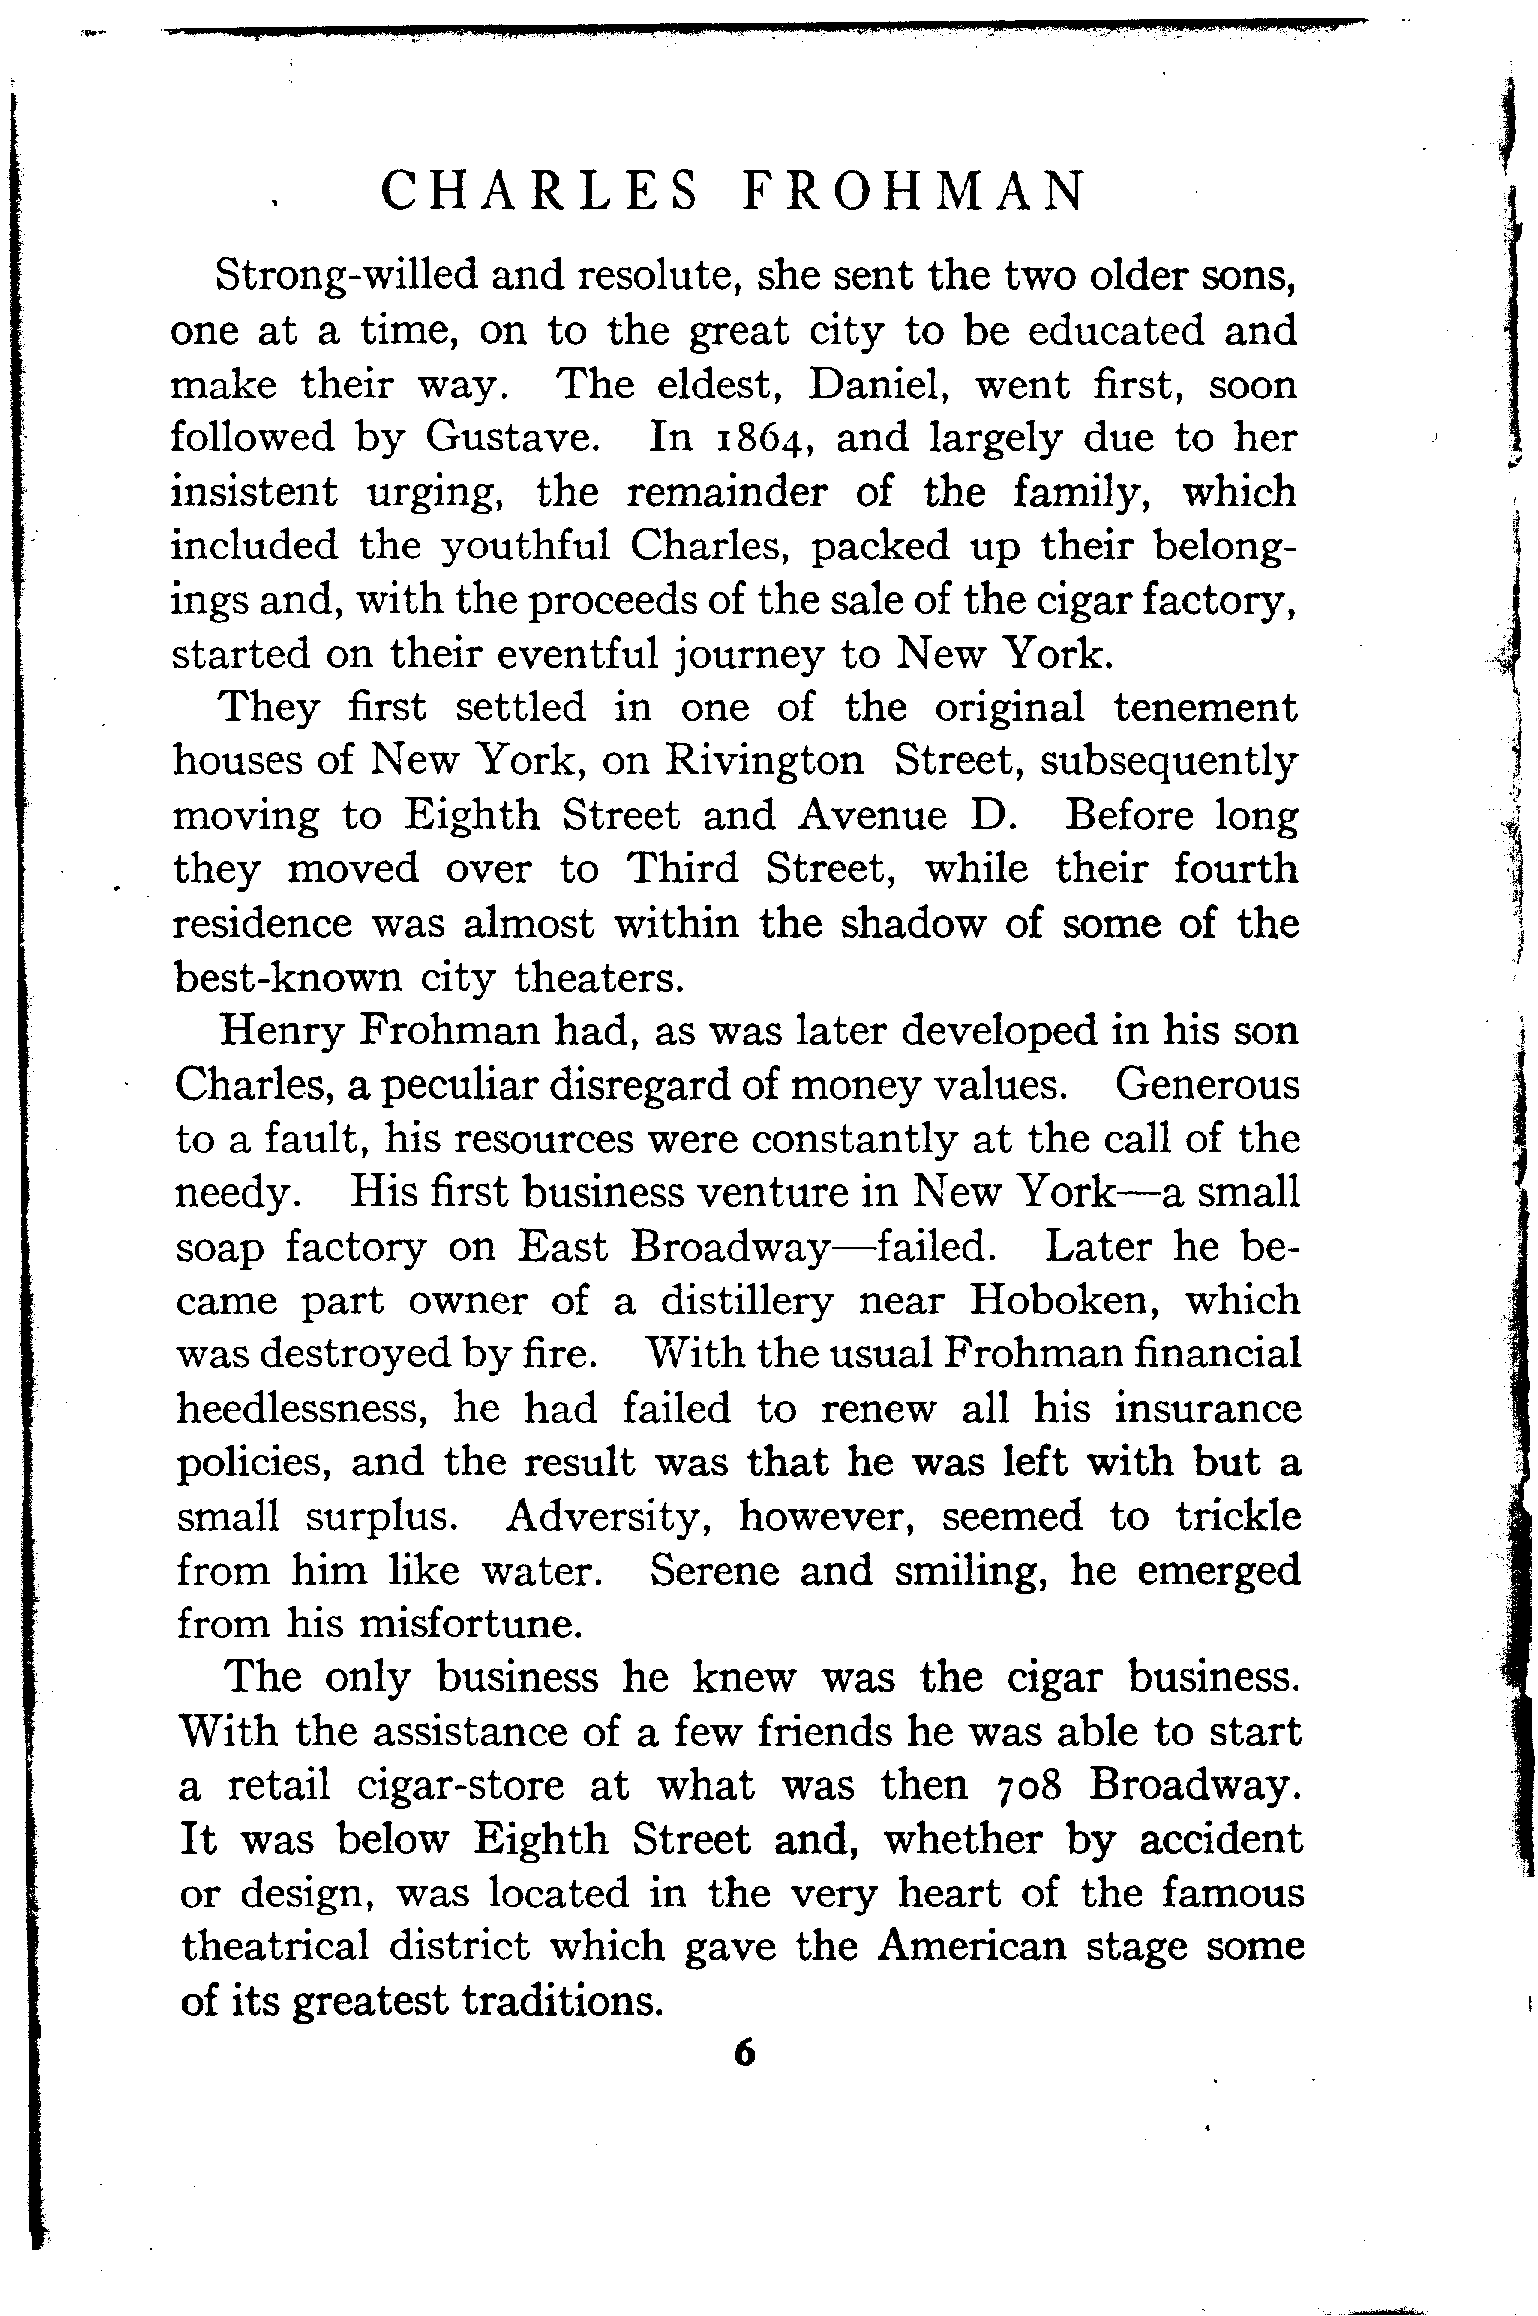 CHARLES FROHMAN
Strong-willed and resolute, she sent the two older sons,
one at a time, on to the great city to be educated and
make their way. The eldest, Daniel, went first, soon
followed by Gustave. In 1864, and largely due to her
insistent urging, the remainder of the family, which
included the youthful Charles, packed up their belong-
ings and, with the proceeds of the sale of the cigar factory,
started on their eventful journey to New York.
They first settled in one of the original tenement
houses of New York, on Rivington Street, subsequently
moving to Eighth Street and Avenue D. Before long
they moved over to Third Street, while their fourth
residence was almost within the shadow of some of the
best-known city theaters.
Henry Frohman had, as was later developed in his son
Charles, a peculiar disregard of money values. Generous
to a fault, his resources were constantly at the call of the
needy. His first business venture in New York—a small
soap factory on East Broadway—failed. Later he be-
came part owner of a distillery near Hoboken, which
was destroyed by fire. With the usual Frohman financial
heedlessness, he had failed to renew all his insurance
policies, and the result was that he was left with but a
small surplus. Adversity, however, seemed to trickle
from him like water. Serene and smiling, he emerged
from his misfortune.
The only business he knew was the cigar business.
With the assistance of a few friends he was able to start
a retail cigar-store at what was then 708 Broadway.
It was below Eighth Street and, whether by accident
or design, was located in the very heart of the famous
theatrical district which gave the American stage some
of its greatest traditions.
6